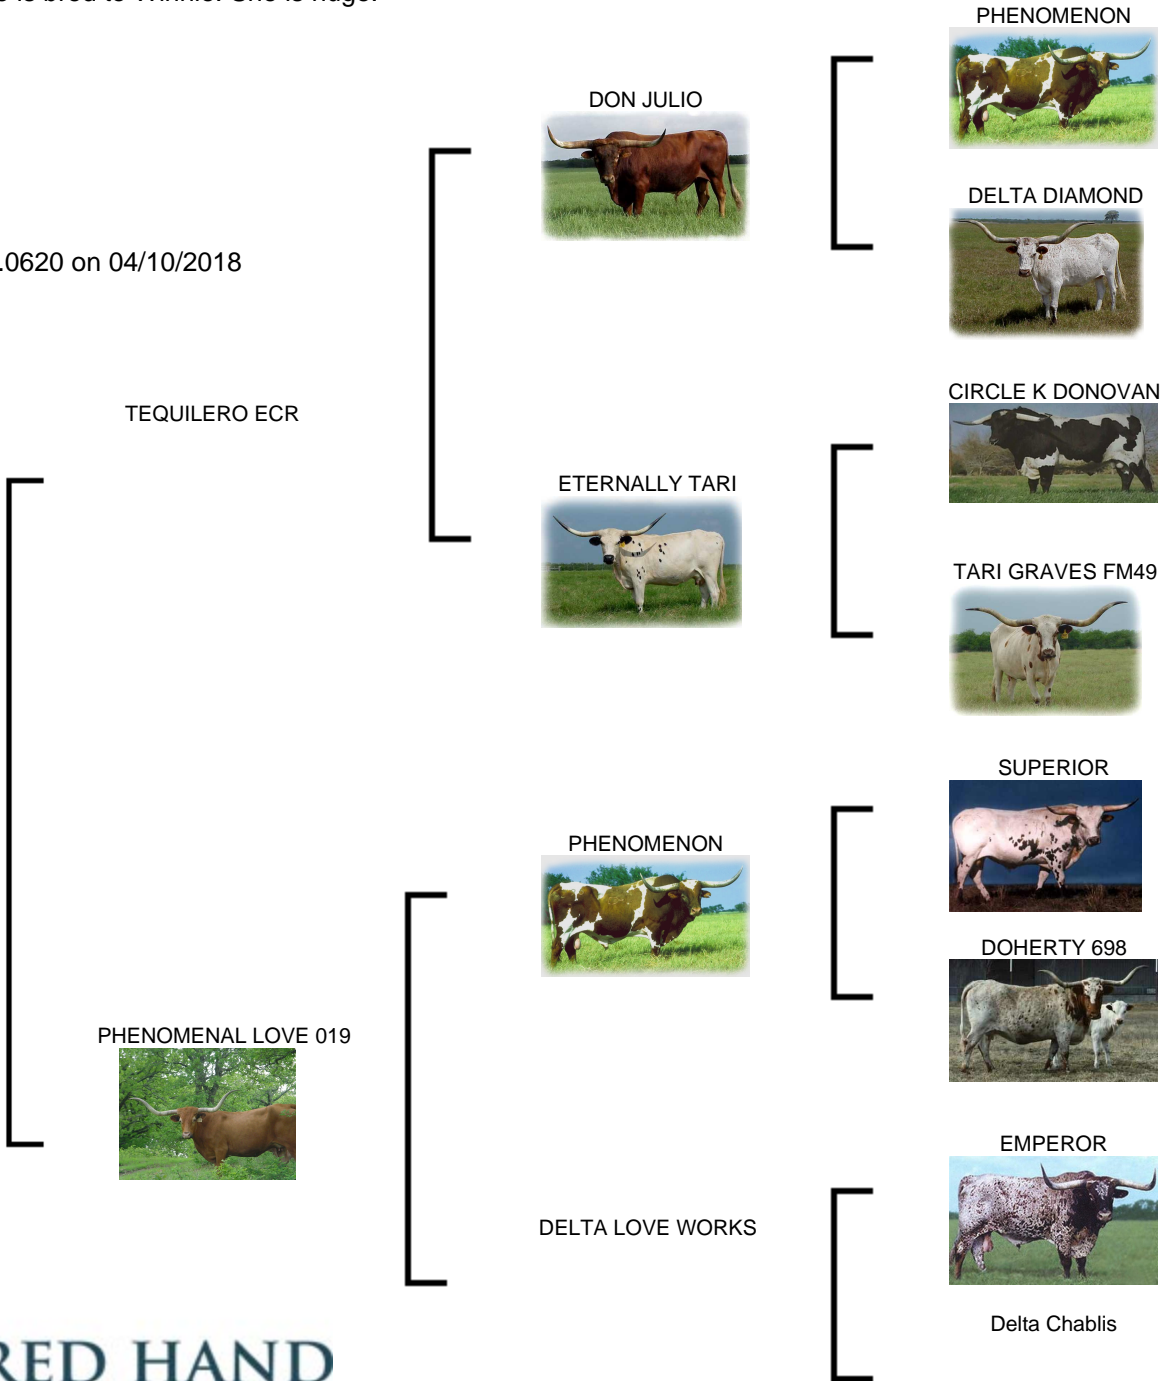 PHENOMENON
DON JULIO
DELTA DIAMOND
.0620 on 04/10/2018
CIRCLE K DONOVAN
TEQUILERO ECR
ETERNALLY TARI
TARI GRAVES FM49
SUPERIOR
PHENOMENON
DOHERTY 698
PHENOMENAL LOVE 019
EMPEROR
DELTA LOVE WORKS
Delta Chablis
RED HAND